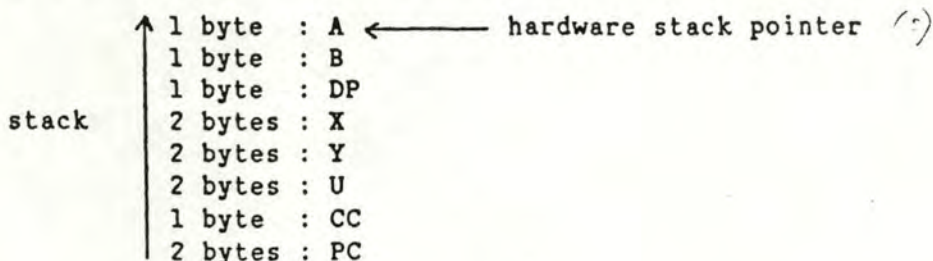 1 byte : A ← hardware stack pointer (?)
1 byte : B
1 byte : DP
stack 2 bytes : X
2 bytes : Y
2 bytes : U
1 byte : CC
2 bytes : PC